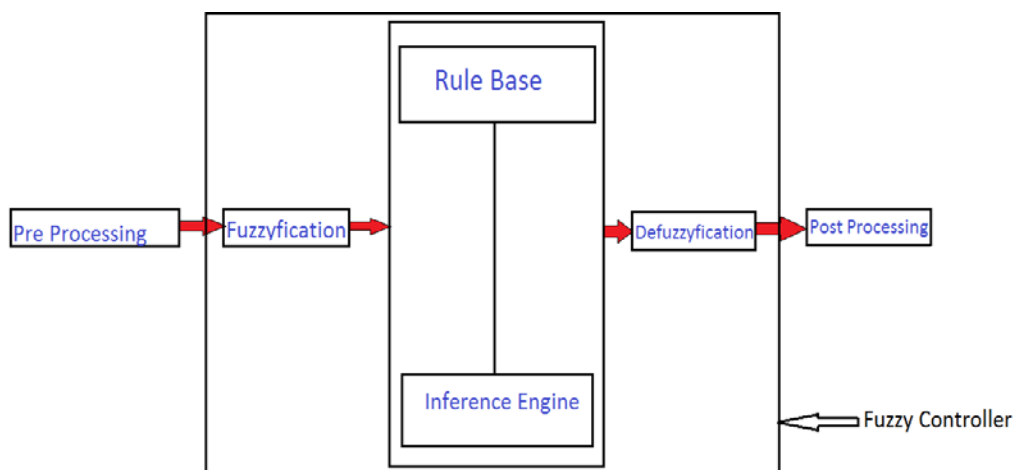 Rule Base
Pre Processing
Fuzzyfication
Defuzzyfication
Post Processing
Inference Engine
Fuzzy Controller